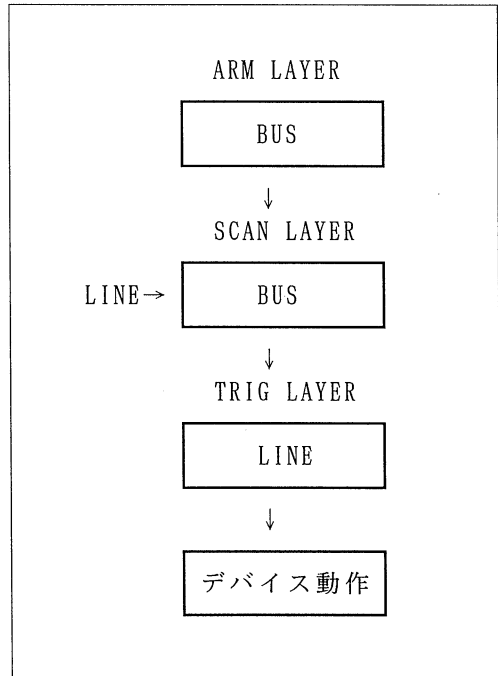 ARM LAYER
BUS
↓
SCAN LAYER
LINE→ BUS
↓
TRIG LAYER
LINE
↓
デバイス動作